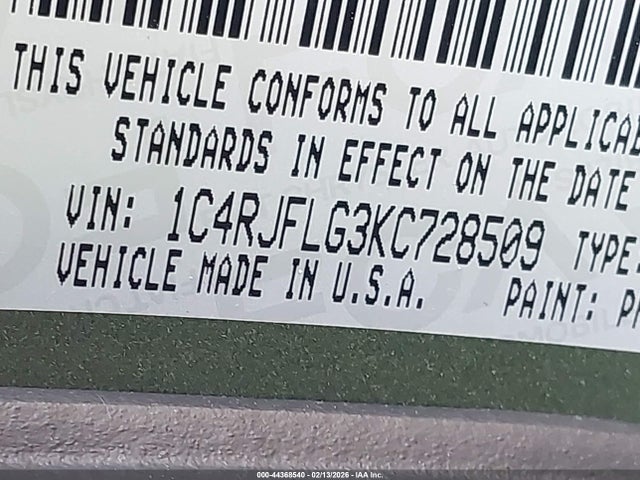 THIS VEHICLE CONFORMS TO ALL APPLICAB
STANDARDS IN EFFECT ON THE DATE
VIN: 1C4RJFLG3KC728509 TYPE:
VEHICLE MADE IN U.S.A. PAINT: P
000-44368540 - 02/13/2026 - IAA Inc.